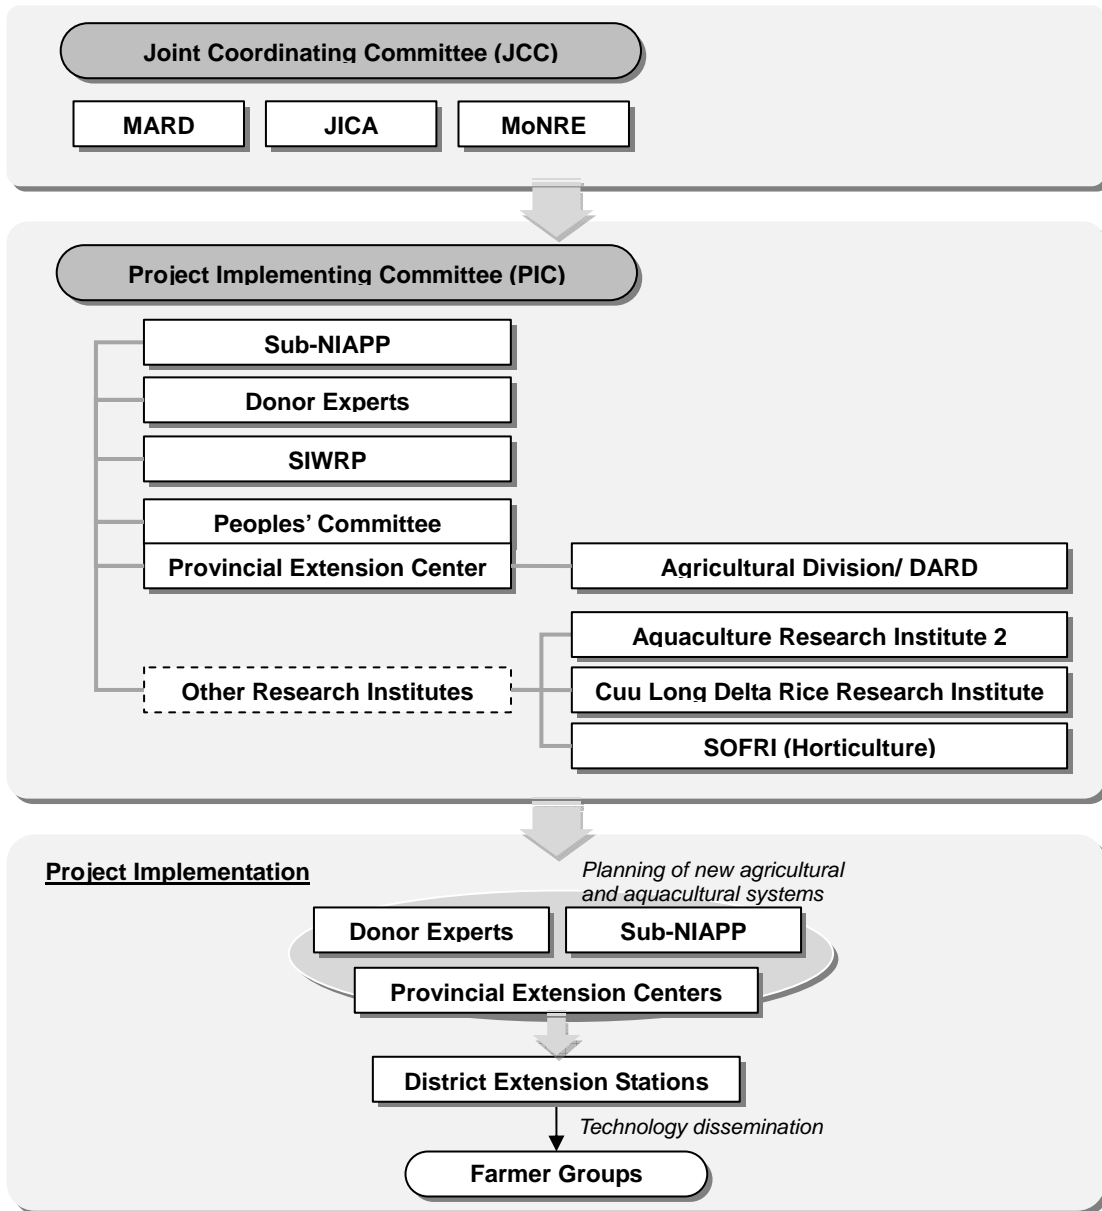 Joint Coordinating Committee (JCC)
MARD
JICA
MoNRE
Project Implementing Committee (PIC)
Sub-NIAPP
Donor Experts
SIWRP
Peoples’ Committee
Provincial Extension Center
Agricultural Division/ DARD
Aquaculture Research Institute 2
Other Research Institutes
Cuu Long Delta Rice Research Institute
SOFRI (Horticulture)
Project Implementation
Planning of new agricultural
and aquacultural systems
Donor Experts
Sub-NIAPP
Provincial Extension Centers
District Extension Stations
Technology dissemination
Farmer Groups